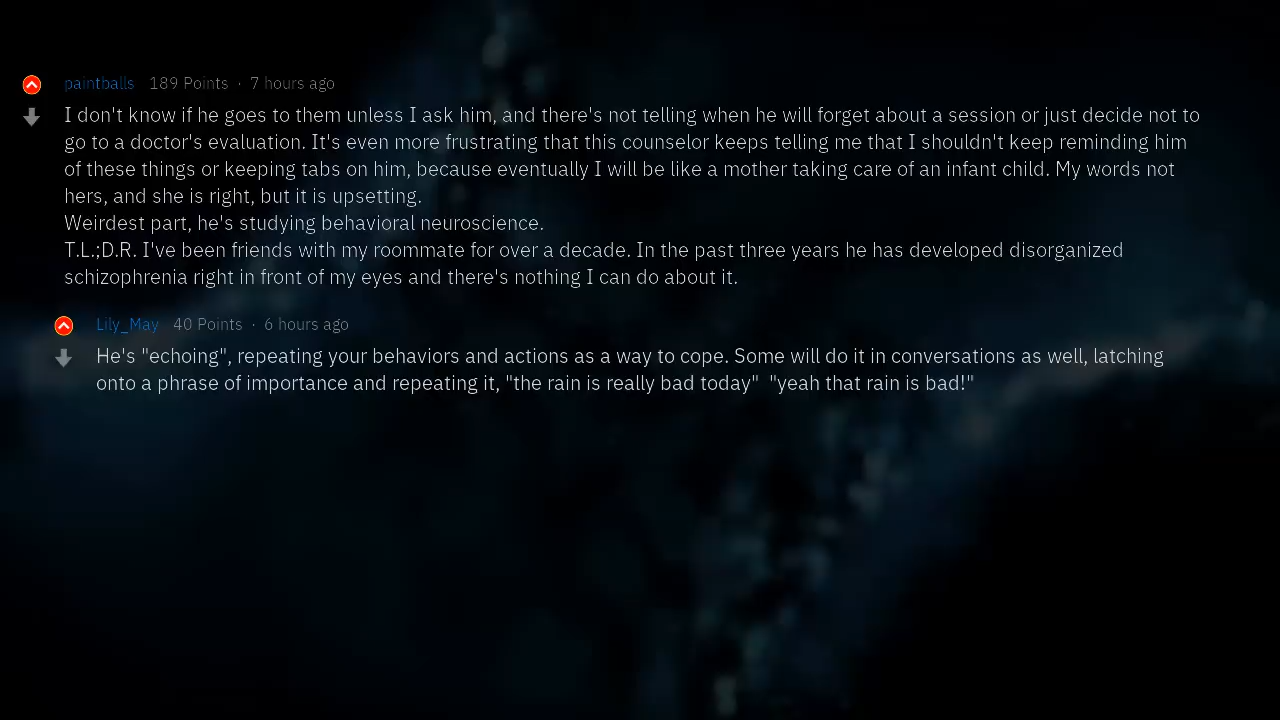 paintballs 189 Points · 7 hours ago
I don't know if he goes to them unless I ask him, and there's not telling when he will forget about a session or just decide not to
go to a doctor's evaluation. It's even more frustrating that this counselor keeps telling me that I shouldn't keep reminding him
of these things or keeping tabs on him, because eventually I will be like a mother taking care of an infant child. My words not
hers, and she is right, but it is upsetting.
Weirdest part, he's studying behavioral neuroscience.
T.L.;D.R. I've been friends with my roommate for over a decade. In the past three years he has developed disorganized
schizophrenia right in front of my eyes and there's nothing I can do about it.
Lily_May 40 Points · 6 hours ago
He's "echoing", repeating your behaviors and actions as a way to cope. Some will do it in conversations as well, latching
onto a phrase of importance and repeating it, "the rain is really bad today" "yeah that rain is bad!"